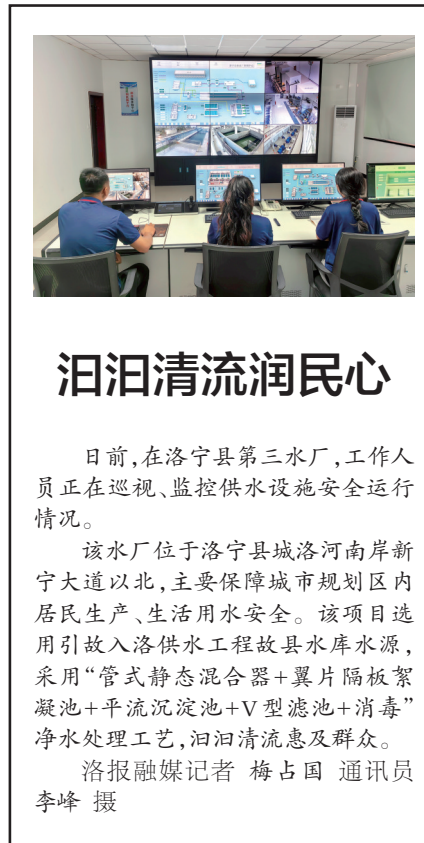 汩汩清流润民心
日前,在洛宁县第三水厂,工作人
员正在巡视、监控供水设施安全运行
情况。
该水厂位于洛宁县城洛河南岸新
宁大道以北,主要保障城市规划区内
居民生产、生活用水安全。该项目选
用引故入洛供水工程故县水库水源,
采用“管式静态混合器+翼片隔板絮
凝池+平流沉淀池+V型滤池+消毒”
净水处理工艺,汩汩清流惠及群众。
洛报融媒记者 梅占国 通讯员
李峰 摄